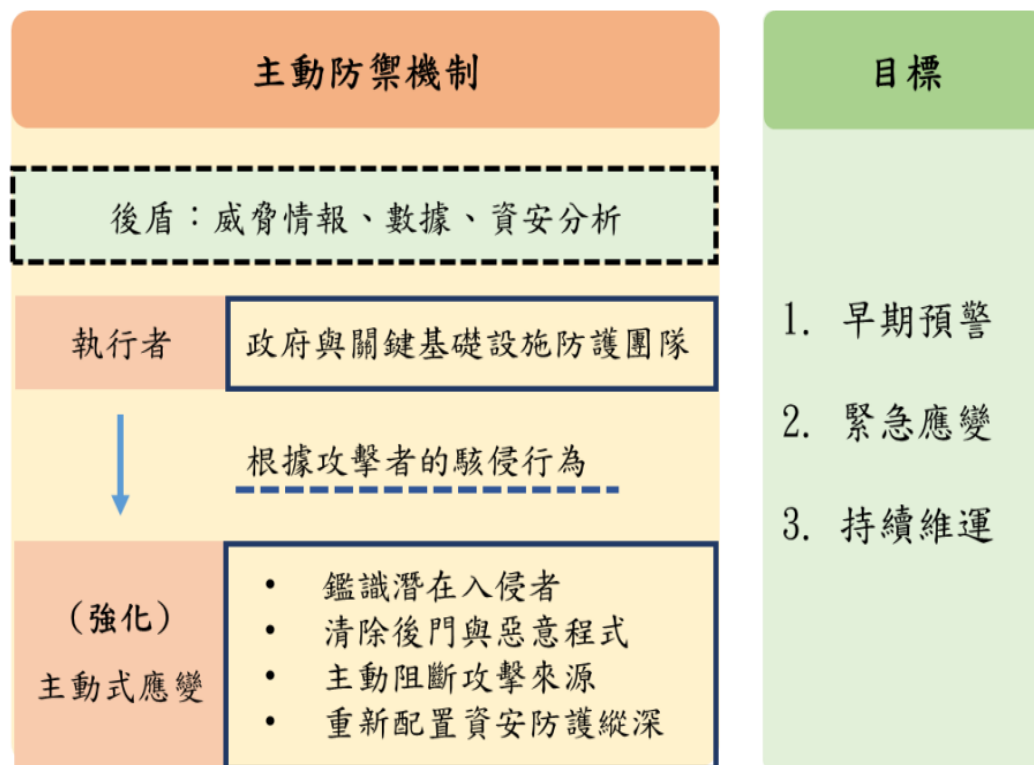 主動防禦機制
後盾：威脅情報、數據、資安分析
執行者
政府與關鍵基礎設施防護團隊
根據攻擊者的駭侵行為
（強化）
主動式應變
• 鑑識潛在入侵者
• 清除後門與惡意程式
• 主動阻斷攻擊來源
• 重新配置資安防護縱深
目標
1. 早期預警
2. 緊急應變
3. 持續維運